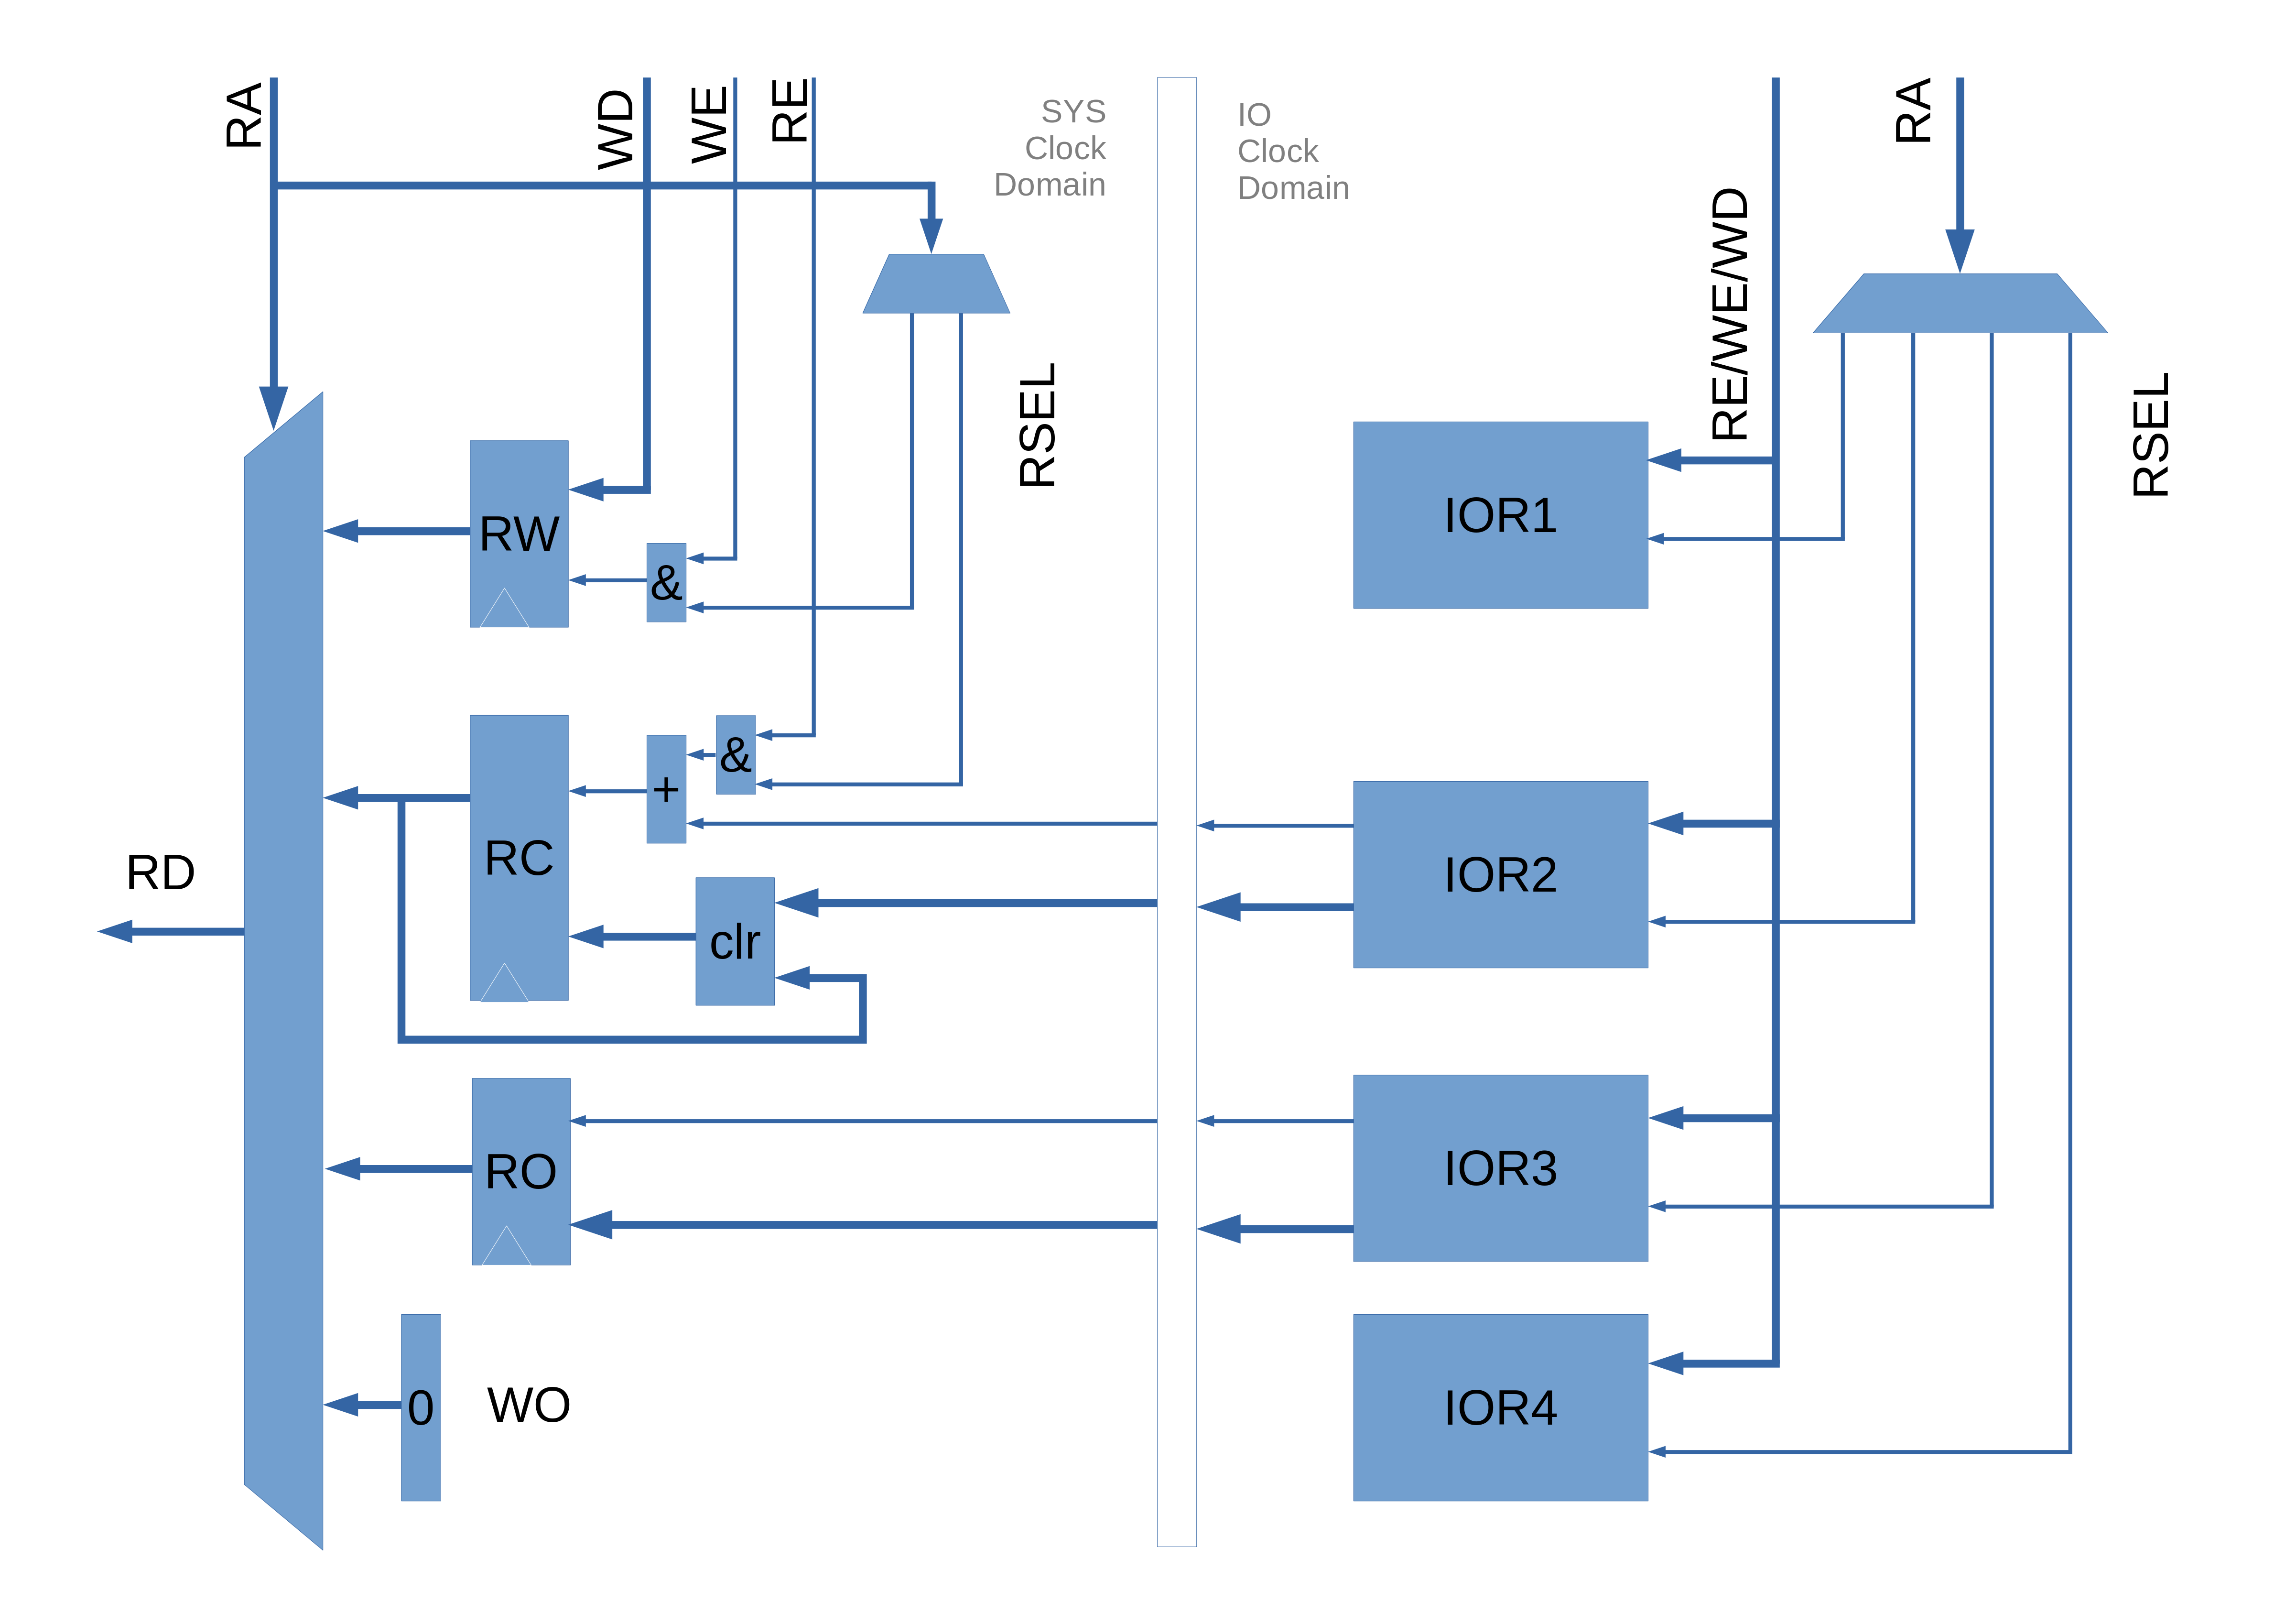 RA
WD
WE
RE
SYS
Clock
Domain
IO
Clock
Domain
RE/WE/WD
RA
RSEL
RSEL
RW
&
IOR1
&
+
RC
IOR2
RD
clr
RO
IOR3
0
WO
IOR4